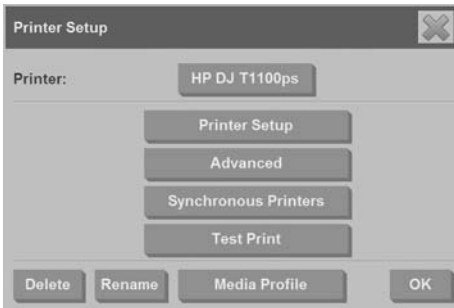 Printer Setup
Printer: HP DJ T1100ps
Printer Setup
Advanced
Synchronous Printers
Test Print
Delete Rename Media Profile OK